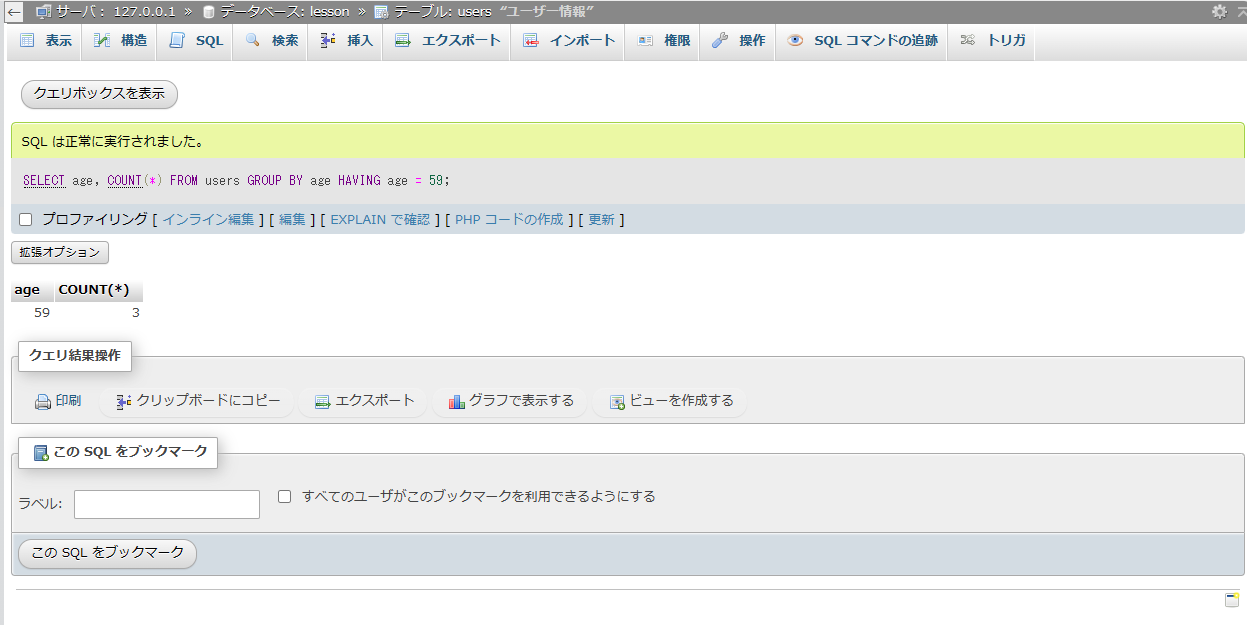 サーバ: 127.0.0.1 » データベース: lesson » テーブル: users "ユーザー情報"
表示 構造 SQL 検索 挿入 エクスポート インポート 権限 操作 SQL コマンドの追跡 トリガ
クエリボックスを表示
SQL は正常に実行されました。
SELECT age, COUNT(*) FROM users GROUP BY age HAVING age = 59;
プロファイリング [ インライン編集 ] [ 編集 ] [ EXPLAIN で確認 ] [ PHP コードの作成 ] [ 更新 ]
拡張オプション
age COUNT(*)
59 3
クエリ結果操作
印刷 クリップボードにコピー エクスポート グラフで表示する ビューを作成する
この SQL をブックマーク
ラベル: すべてのユーザがこのブックマークを利用できるようにする
この SQL をブックマーク